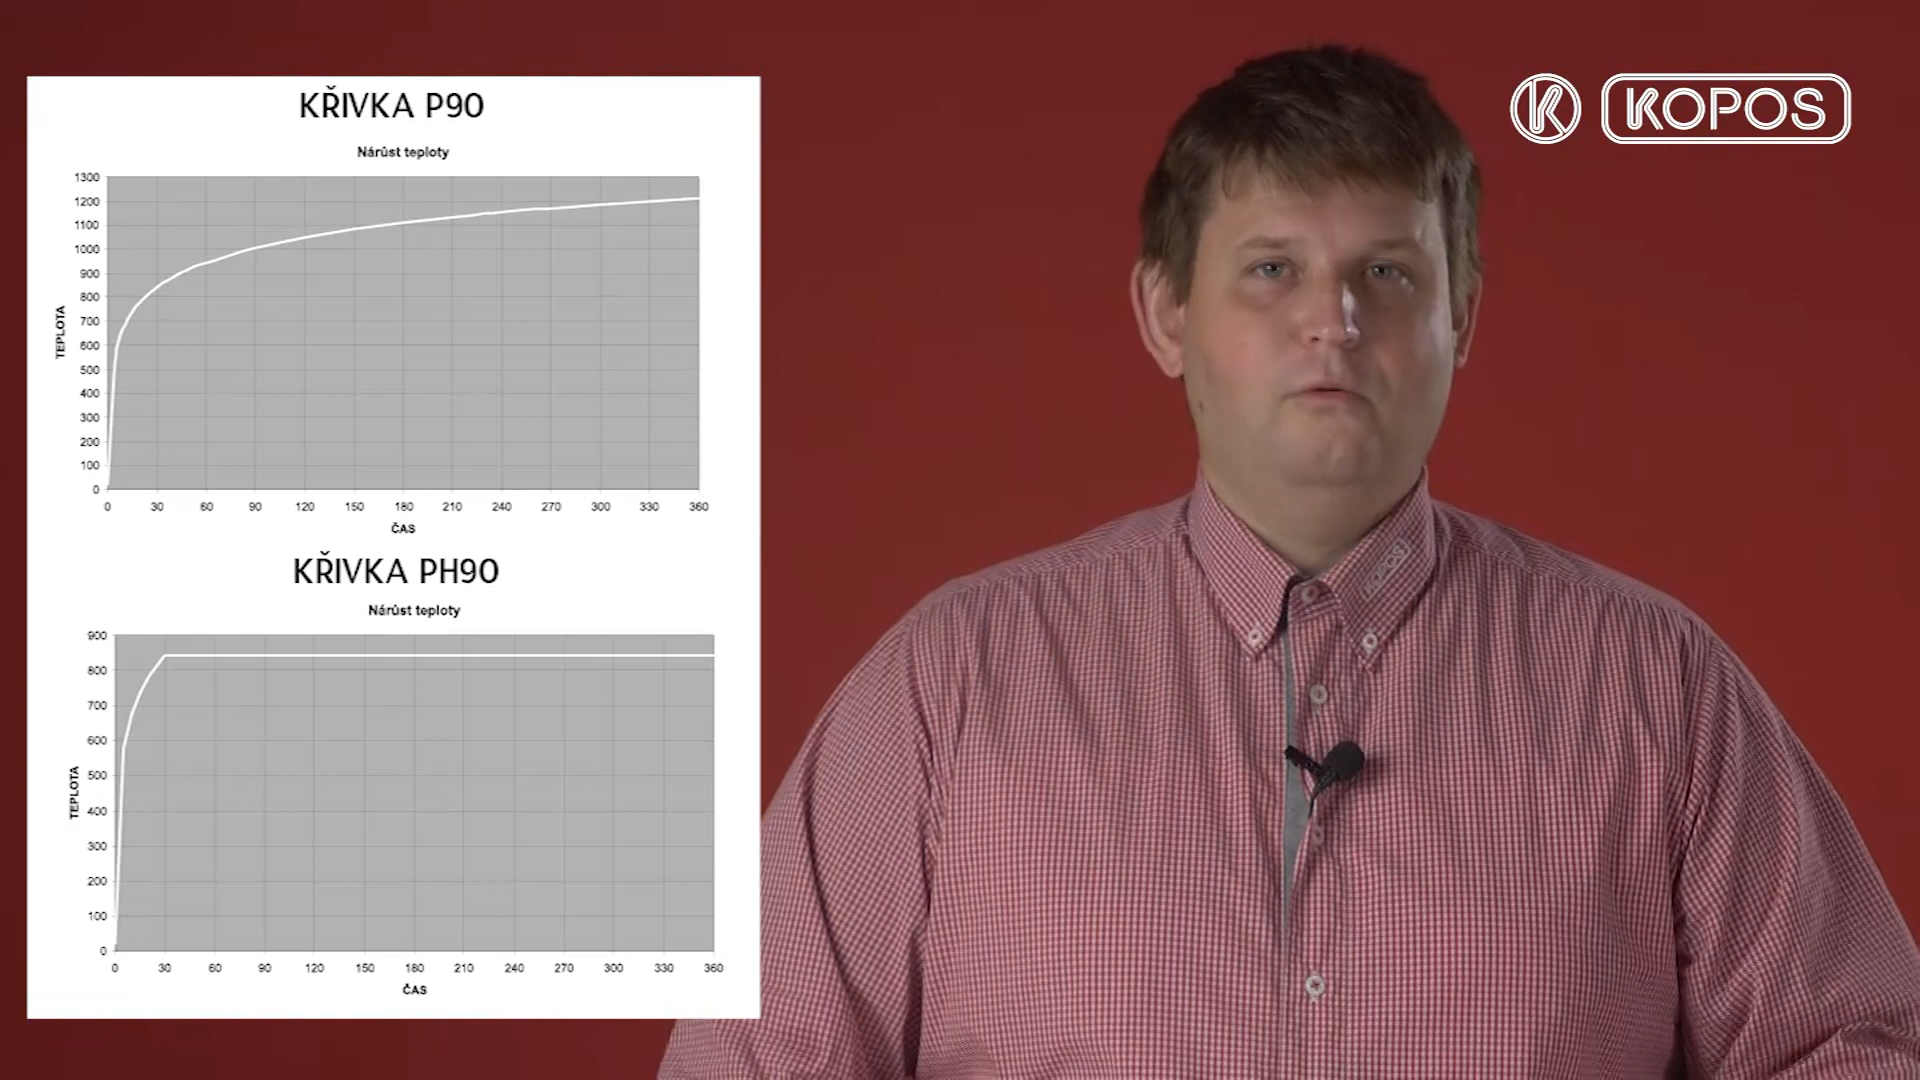 KŘIVKA P90
Nárůst teploty
1300
1200
1100
1000
900
800
700
600
500
400
300
200
100
0
TEPLOTA
0 30 60 90 120 150 180 210 240 270 300 330 360
ČAS
KŘIVKA PH90
Nárůst teploty
900
800
700
600
500
400
300
200
100
0
TEPLOTA
0 30 60 90 120 150 180 210 240 270 300 330 360
ČAS
K KOPOS
KOPOS